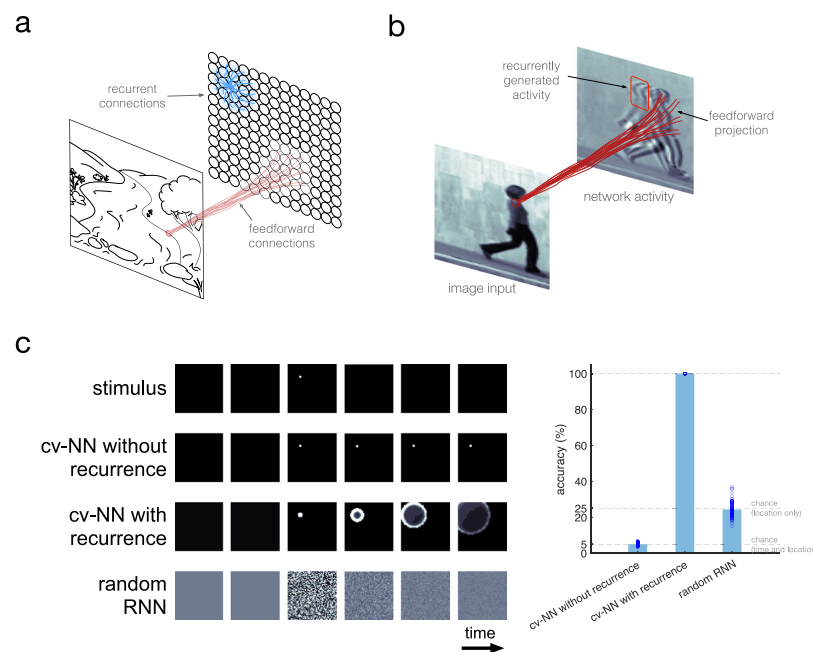 a
recurrent
connections
feedforward
connections
b
recurrently
generated
activity
feedforward
projection
network activity
image input
c
stimulus
cv-NN without
recurrence
cv-NN with
recurrence
random
RNN
time
accuracy (%)
100
80
60
40
25
20
5
0
chance
(location only)
chance
(time and location
cv-NN without recurrence
cv-NN with recurrence
random RNN